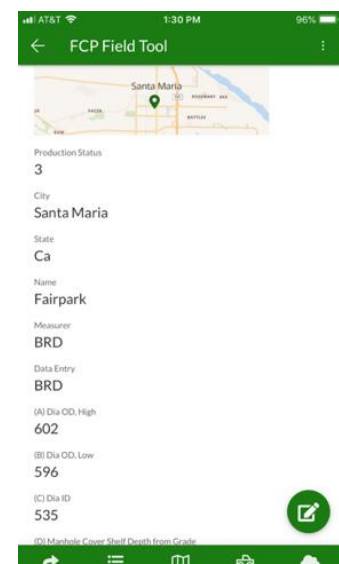 AT&T 1:30 PM 96%
FCP Field Tool
Santa Maria
BATTLES
Production Status
3
City
Santa Maria
State
Ca
Name
Fairpark
Measurer
BRD
Data Entry
BRD
(A) Dia OD, High
602
(B) Dia OD, Low
596
(C) Dia ID
535
(D) Manhole Cover Shelf Depth from Grade